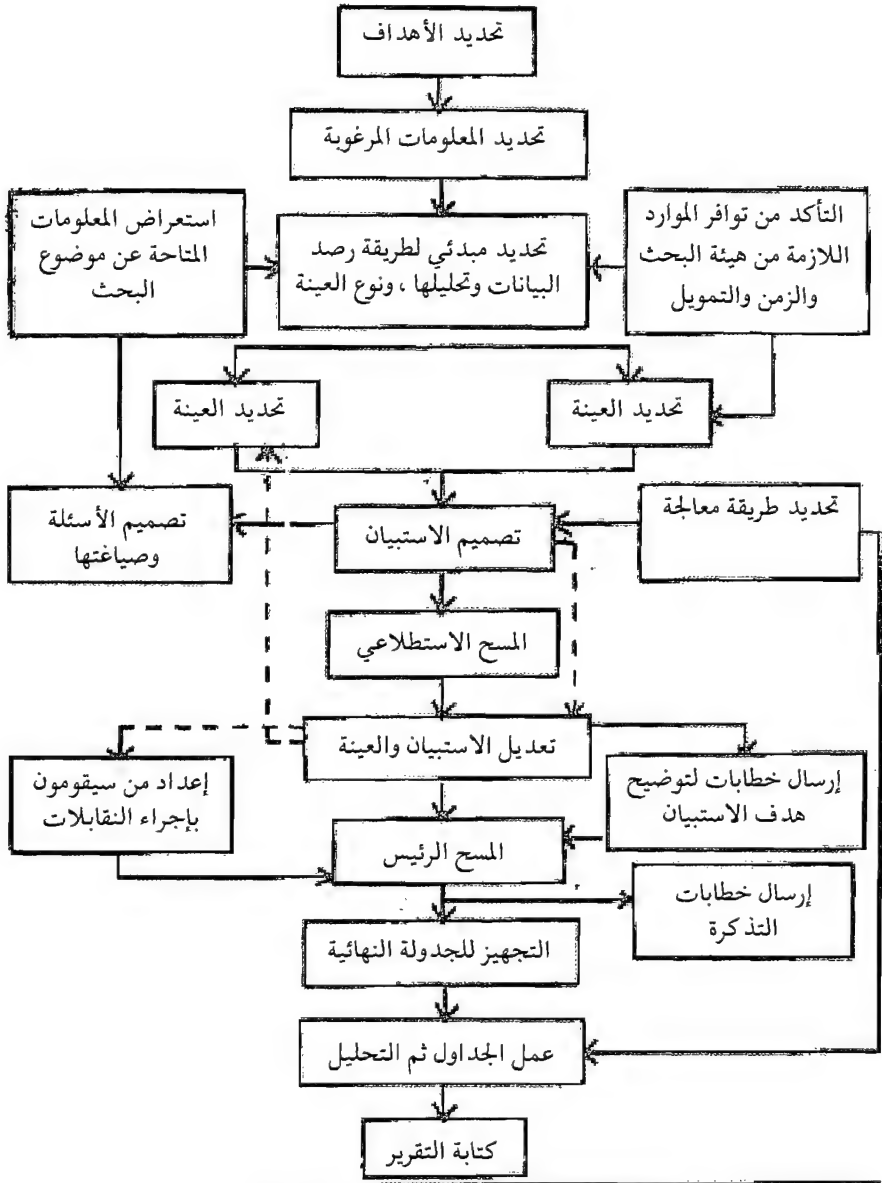 تحديد الأهداف
تحديد المعلومات المرغوبة
التأكد من توافر الموارد
اللازمة من هيئة البحث
والزمن والتمويل
تحديد مبدئي لطريقة رصد
البيانات وتحليلها ، ونوع العينة
استعراض المعلومات
المتاحة عن موضوع
البحث
تحديد العينة
تحديد العينة
تحديد طريقة معالجة
تصميم الاستبيان
تصميم الأسئلة
وصياغتها
المسح الاستطلاعي
تعديل الاستبيان والعينة
إرسال خطابات لتوضيح
هدف الاستبيان
إعداد من سيقومون
بإجراء النقابلات
المسح الرئيس
إرسال خطابات
التذكرة
التجهيز للجدولة النهائية
عمل الجداول ثم التحليل
كتابة التقرير